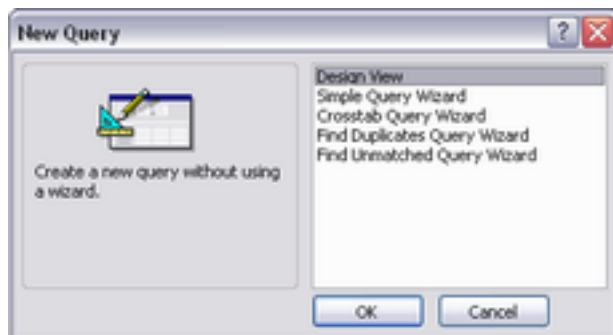 New Query
Design View
Simple Query Wizard
Crosstab Query Wizard
Find Duplicates Query Wizard
Find Unmatched Query Wizard
Create a new query without using
a wizard.
OK
Cancel